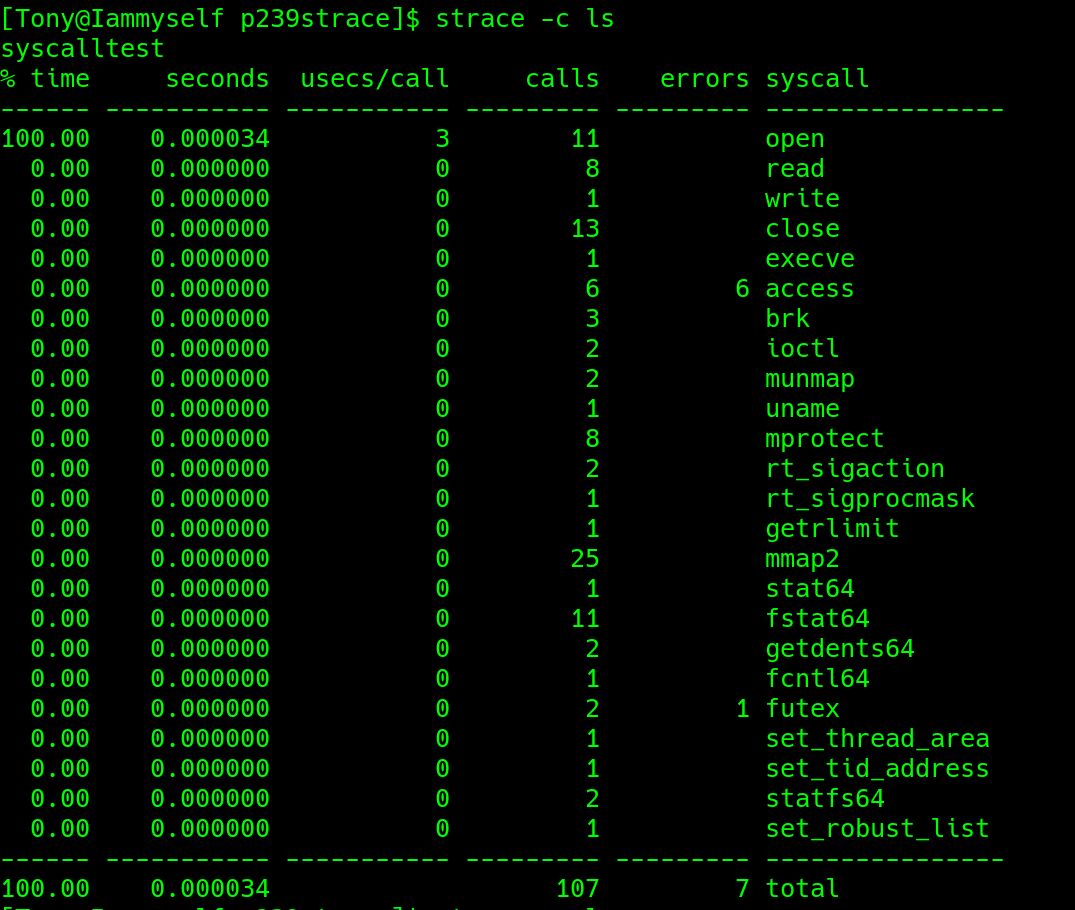 [Tony@Iammyself p239strace]$ strace -c ls
syscalltest
% time     seconds  usecs/call     calls    errors syscall
------ ----------- ----------- --------- --------- ----------------
100.00    0.000034           3        11           open
  0.00    0.000000           0         8           read
  0.00    0.000000           0         1           write
  0.00    0.000000           0        13           close
  0.00    0.000000           0         1           execve
  0.00    0.000000           0         6         6 access
  0.00    0.000000           0         3           brk
  0.00    0.000000           0         2           ioctl
  0.00    0.000000           0         2           munmap
  0.00    0.000000           0         1           uname
  0.00    0.000000           0         8           mprotect
  0.00    0.000000           0         2           rt_sigaction
  0.00    0.000000           0         1           rt_sigprocmask
  0.00    0.000000           0         1           getrlimit
  0.00    0.000000           0        25           mmap2
  0.00    0.000000           0         1           stat64
  0.00    0.000000           0        11           fstat64
  0.00    0.000000           0         2           getdents64
  0.00    0.000000           0         1           fcntl64
  0.00    0.000000           0         2         1 futex
  0.00    0.000000           0         1           set_thread_area
  0.00    0.000000           0         1           set_tid_address
  0.00    0.000000           0         2           statfs64
  0.00    0.000000           0         1           set_robust_list
------ ----------- ----------- --------- --------- ----------------
100.00    0.000034                   107         7 total